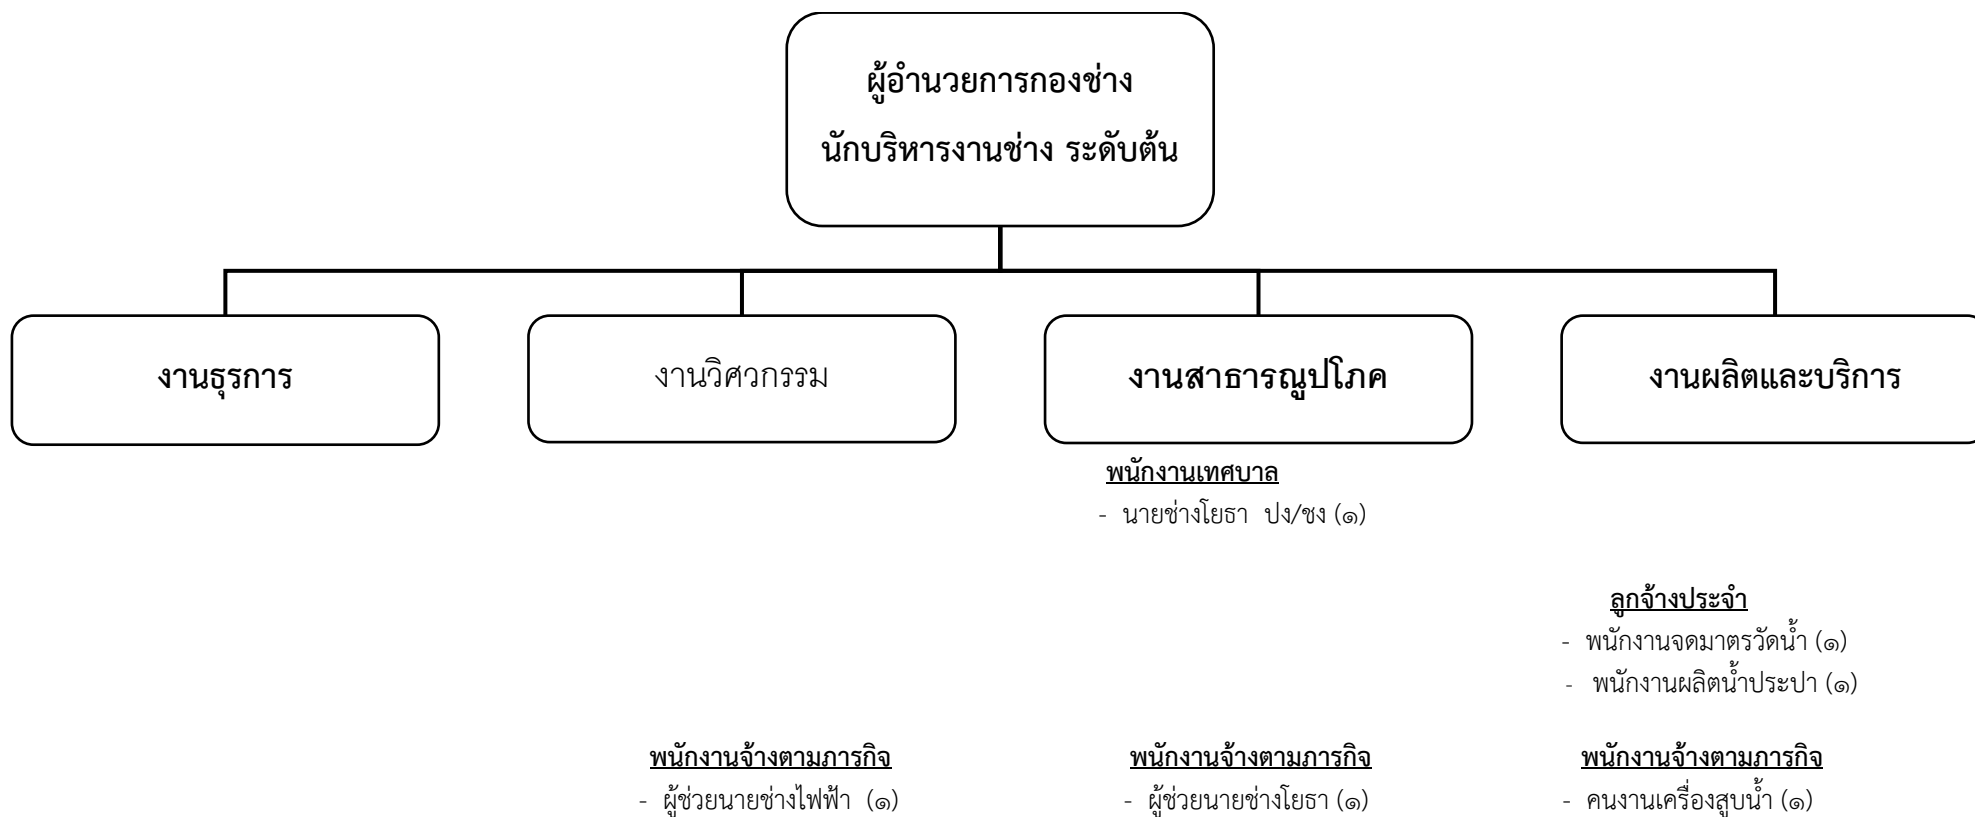 ผู้อำนวยการกองช่าง
นักบริหารงานช่าง ระดับต้น
งานธุรการ
งานวิศวกรรม
งานสาธารณูปโภค
งานผลิตและบริการ
พนักงานเทศบาล
- นายช่างโยธา ปง/ชง (๑)
ลูกจ้างประจำ
- พนักงานจดมาตรวัดน้ำ (๑)
- พนักงานผลิตน้ำประปา (๑)
พนักงานจ้างตามภารกิจ
- ผู้ช่วยนายช่างไฟฟ้า (๑)
พนักงานจ้างตามภารกิจ
- ผู้ช่วยนายช่างโยธา (๑)
พนักงานจ้างตามภารกิจ
- คนงานเครื่องสูบน้ำ (๑)